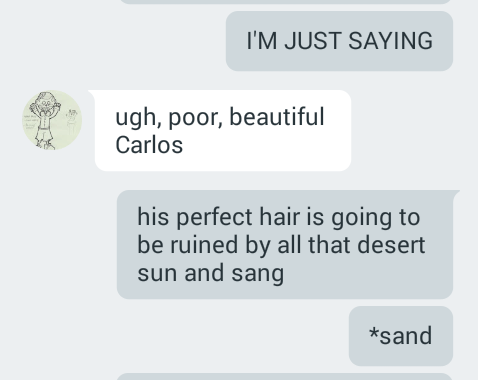 I'M JUST SAYING
ugh, poor, beautiful
Carlos
his perfect hair is going to
be ruined by all that desert
sun and sang
*sand